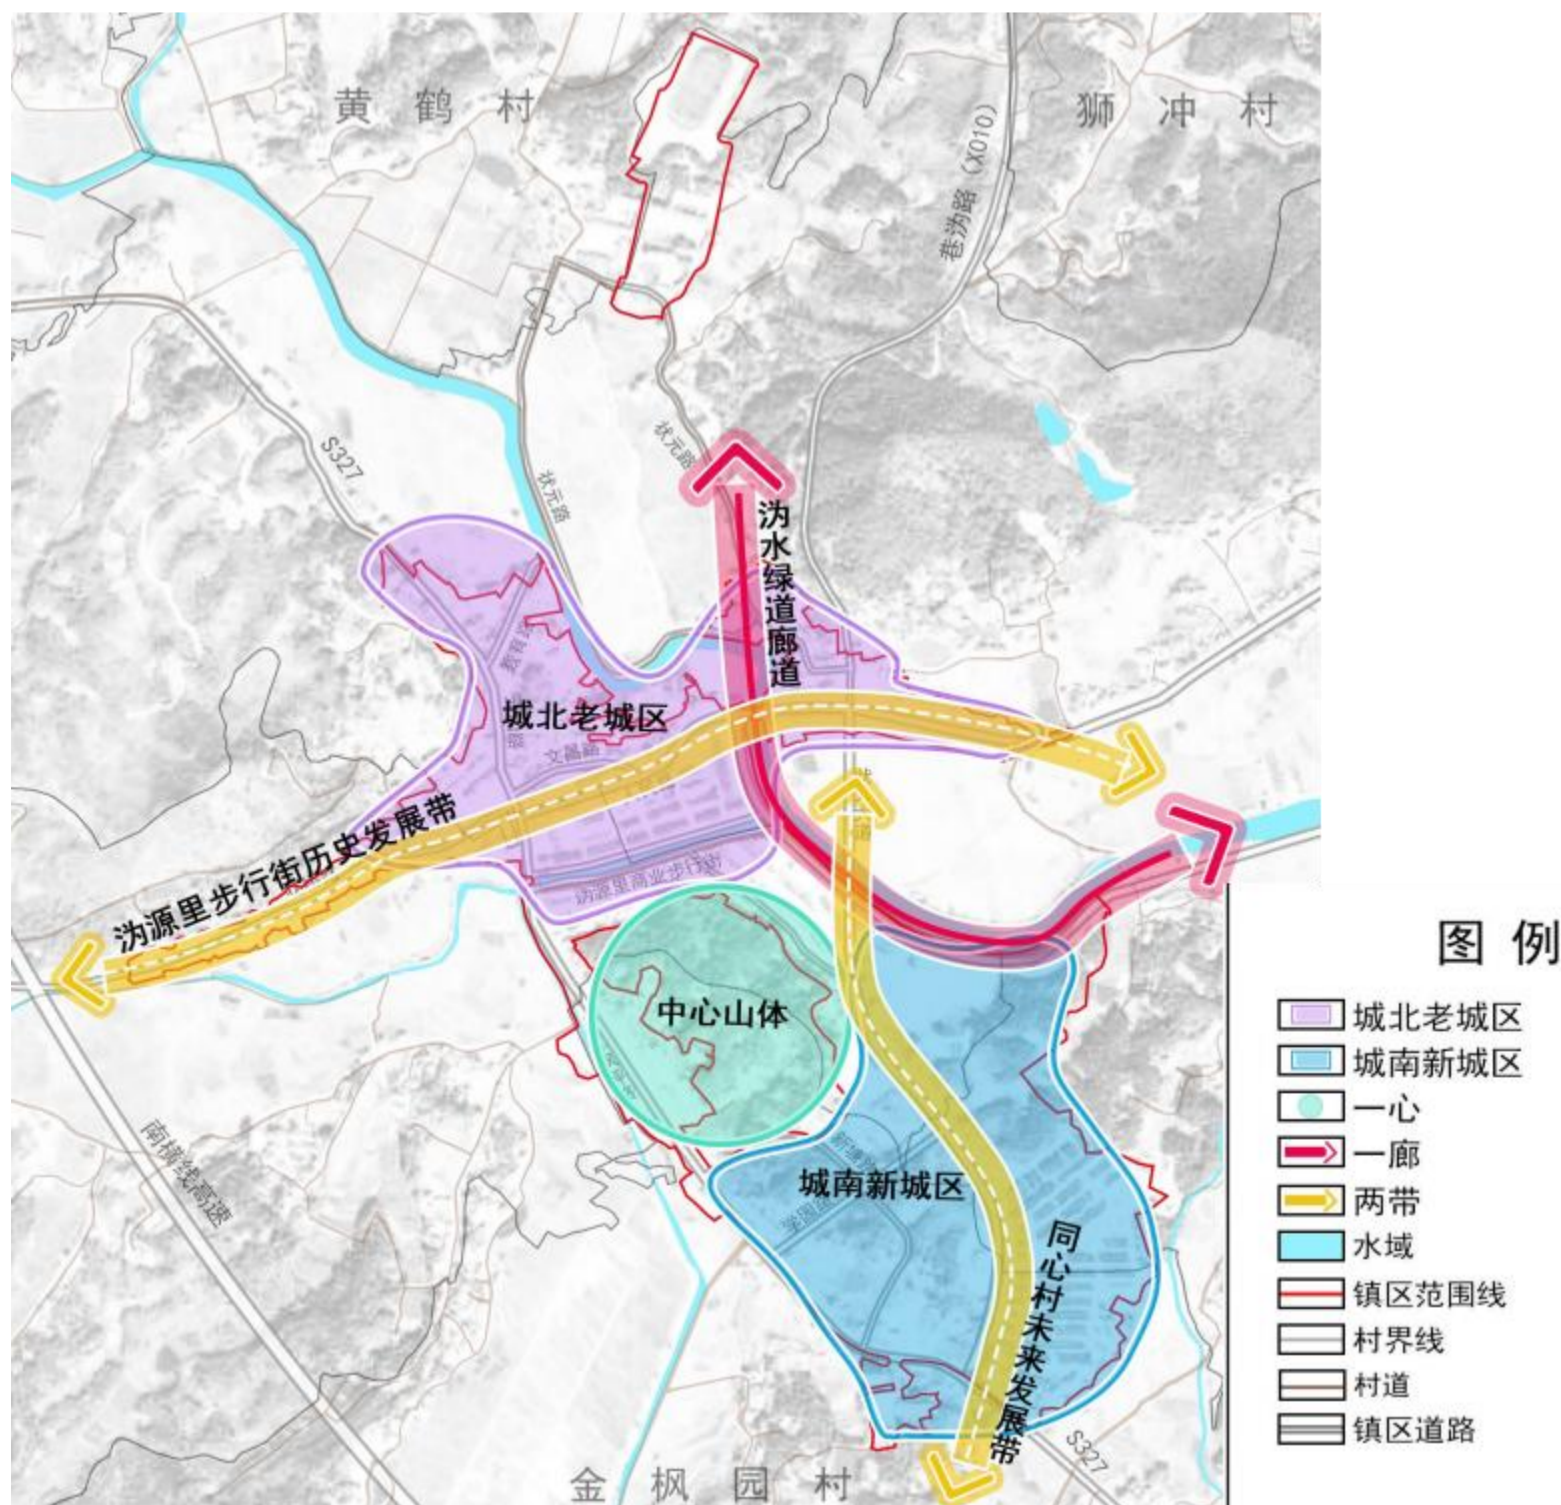 黄鹤村
狮冲村
巷沩路（X010）
S327
状元路
状元路
沩水绿道廊道
城北老城区
文昌路
沩源里步行街历史发展带
沩源里商业步行街
中心山体
南横线高速
城南新城区
学园路
同心村未来发展带
S327
金枫园村
图例
城北老城区
城南新城区
一心
一廊
两带
水域
镇区范围线
村界线
村道
镇区道路